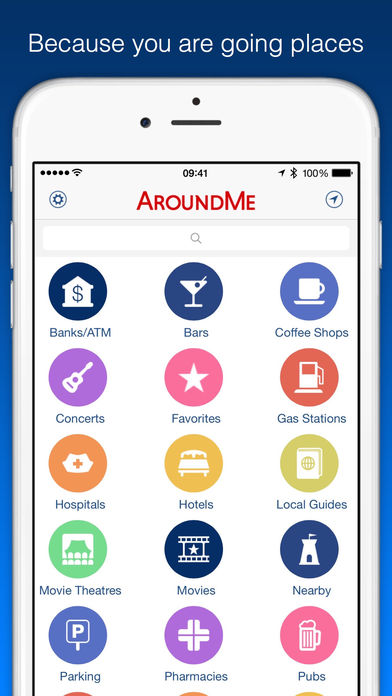 Because you are going places
09:41
100%
AROUNDME
$
Banks/ATM
Bars
Coffee Shops
Concerts
Favorites
Gas Stations
Hospitals
Hotels
Local Guides
Movie Theatres
Movies
Nearby
P
Parking
Pharmacies
Pubs